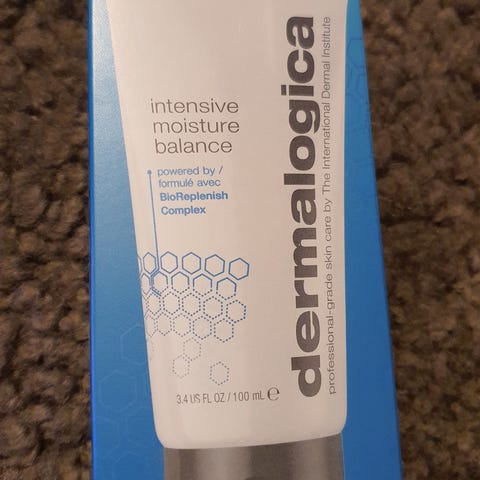 intensive
moisture
balance
powered by /
formulé avec
BioReplenish
Complex
3.4 US FL OZ / 100 mL ℮
dermalogica
professional-grade skin care by The International Dermal Institute